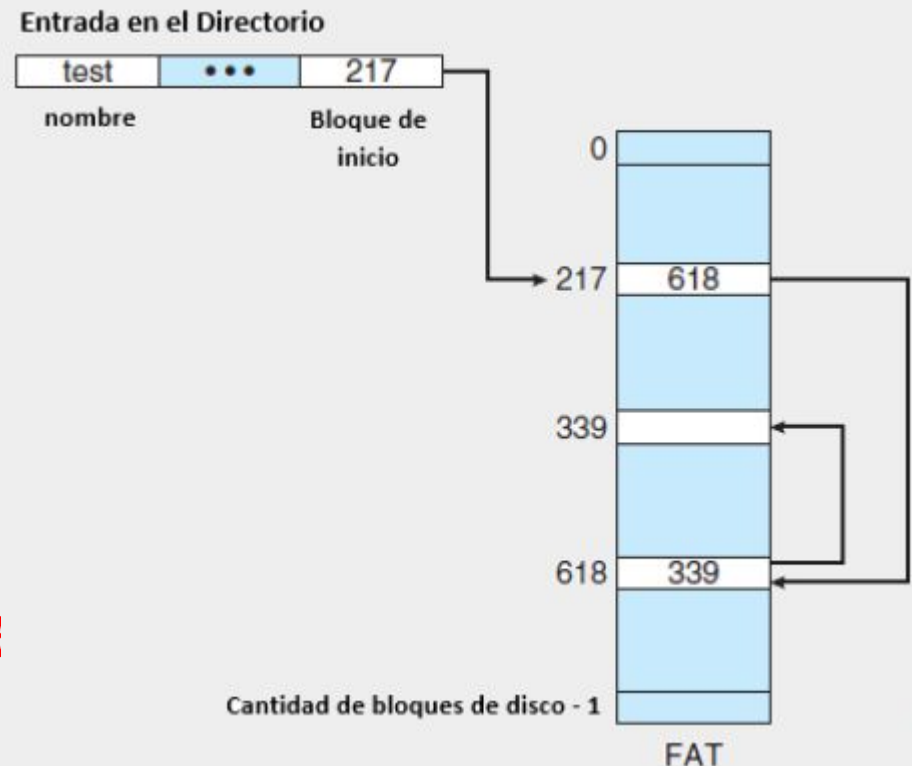 Entrada en el Directorio
test ••• 217
nombre Bloque de
inicio
0
217 618
339
618 339
Cantidad de bloques de disco - 1
FAT